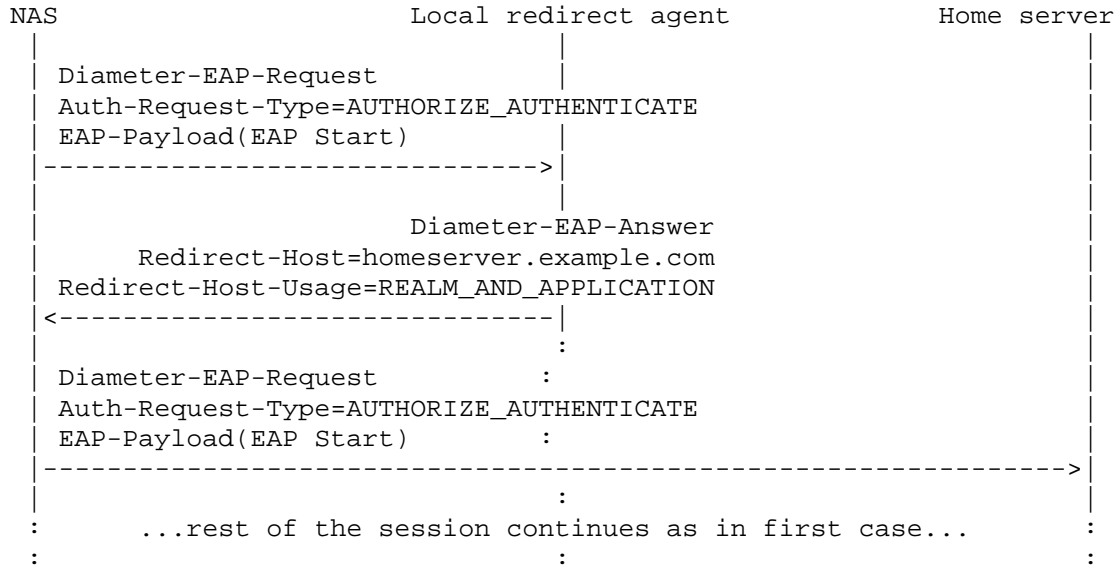 NAS Local redirect agent Home server
Diameter-EAP-Request
Auth-Request-Type=AUTHORIZE_AUTHENTICATE
EAP-Payload(EAP Start)
Diameter-EAP-Answer
Redirect-Host=homeserver.example.com
Redirect-Host-Usage=REALM_AND_APPLICATION
Diameter-EAP-Request
Auth-Request-Type=AUTHORIZE_AUTHENTICATE
EAP-Payload(EAP Start)
...rest of the session continues as in first case...